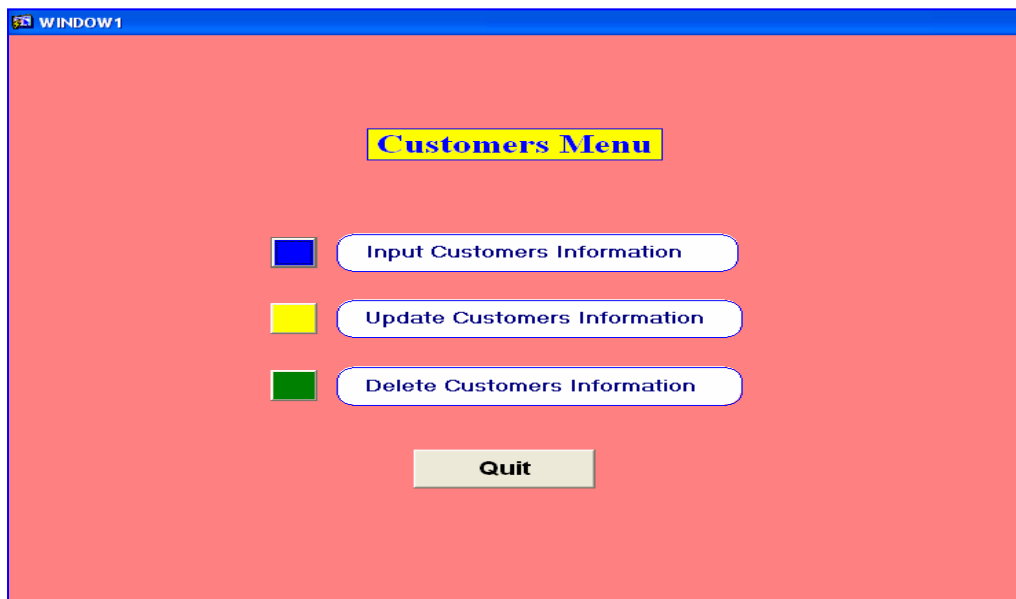 WINDOW1
Customers Menu
Input Customers Information
Update Customers Information
Delete Customers Information
Quit